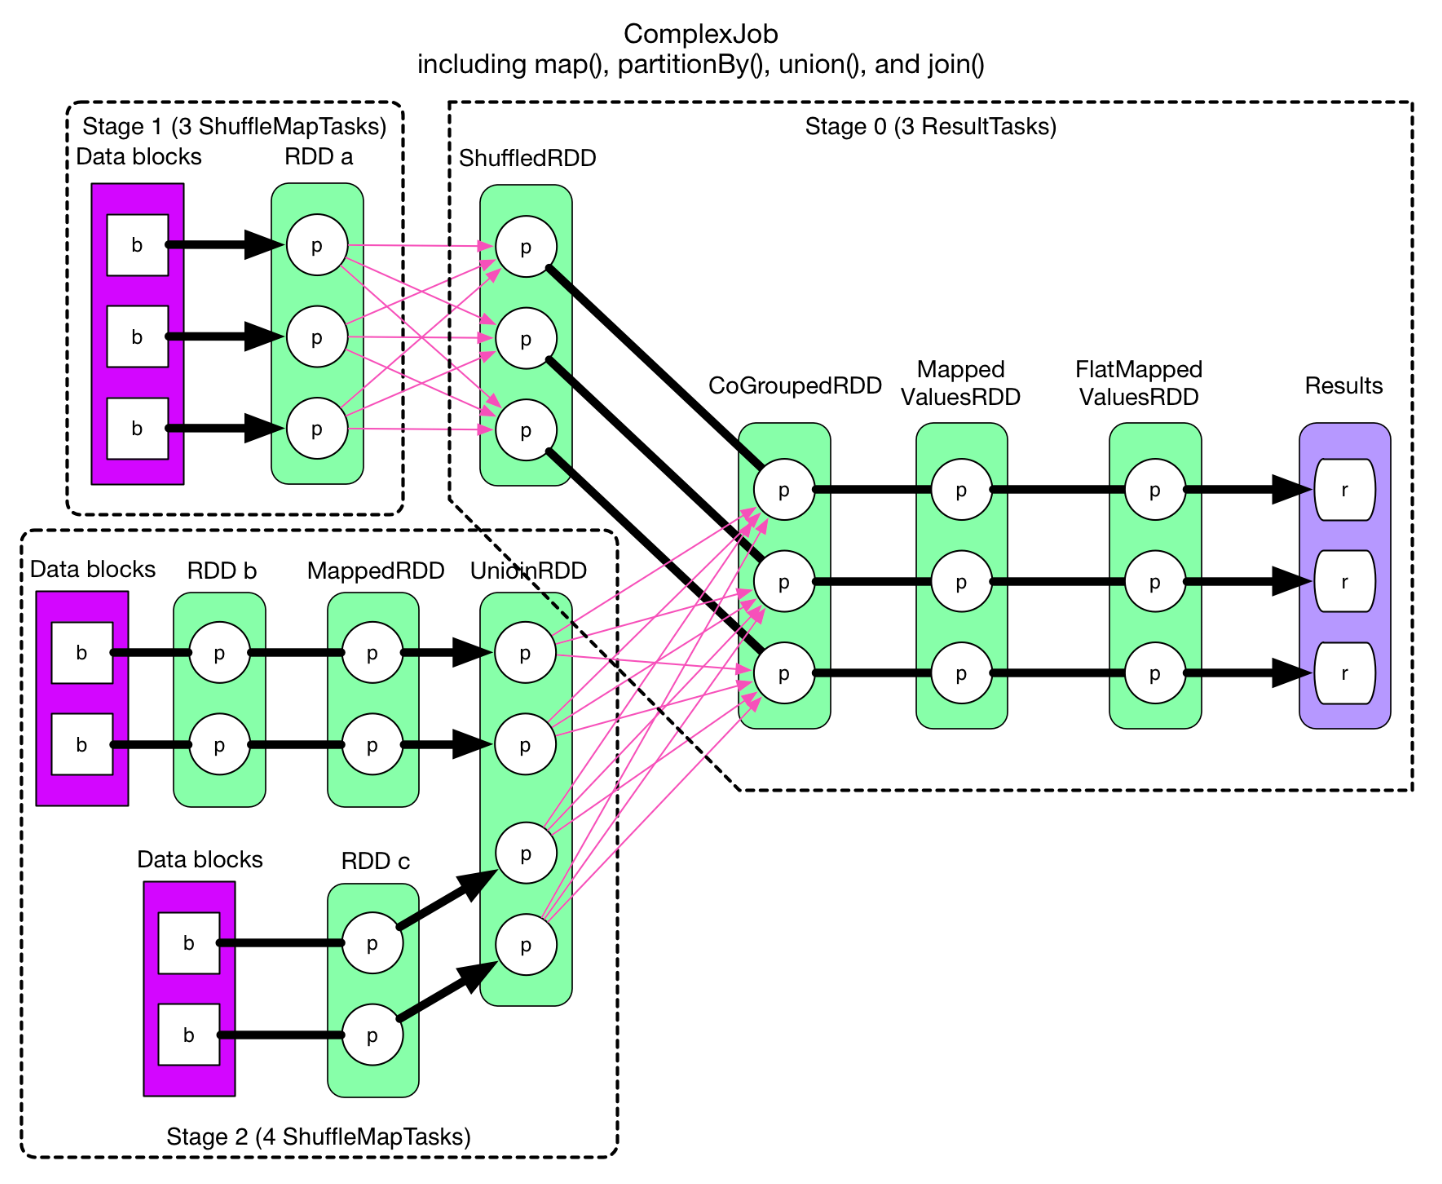 ComplexJob
including map(), partitionBy(), union(), and join()
Stage 1 (3 ShuffleMapTasks)
Data blocks
RDD a
b
p
b
p
b
p
Stage 0 (3 ResultTasks)
ShuffledRDD
p
p
p
CoGroupedRDD
Mapped
ValuesRDD
FlatMapped
ValuesRDD
Results
p
p
p
r
p
p
p
r
p
p
p
r
Data blocks
RDD b
MappedRDD
UnioinRDD
b
p
p
p
b
p
p
p
p
p
Data blocks
RDD c
b
p
b
p
Stage 2 (4 ShuffleMapTasks)